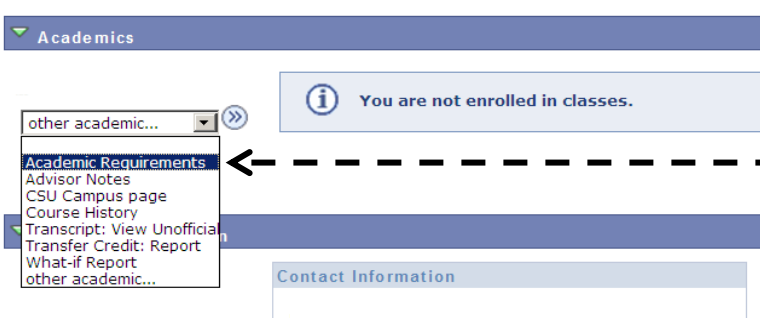 Academics
You are not enrolled in classes.
other academic...
Academic Requirements
Advisor Notes
CSU Campus page
Course History
Transcript: View Unofficial
Transfer Credit: Report
What-if Report
other academic...
Contact Information